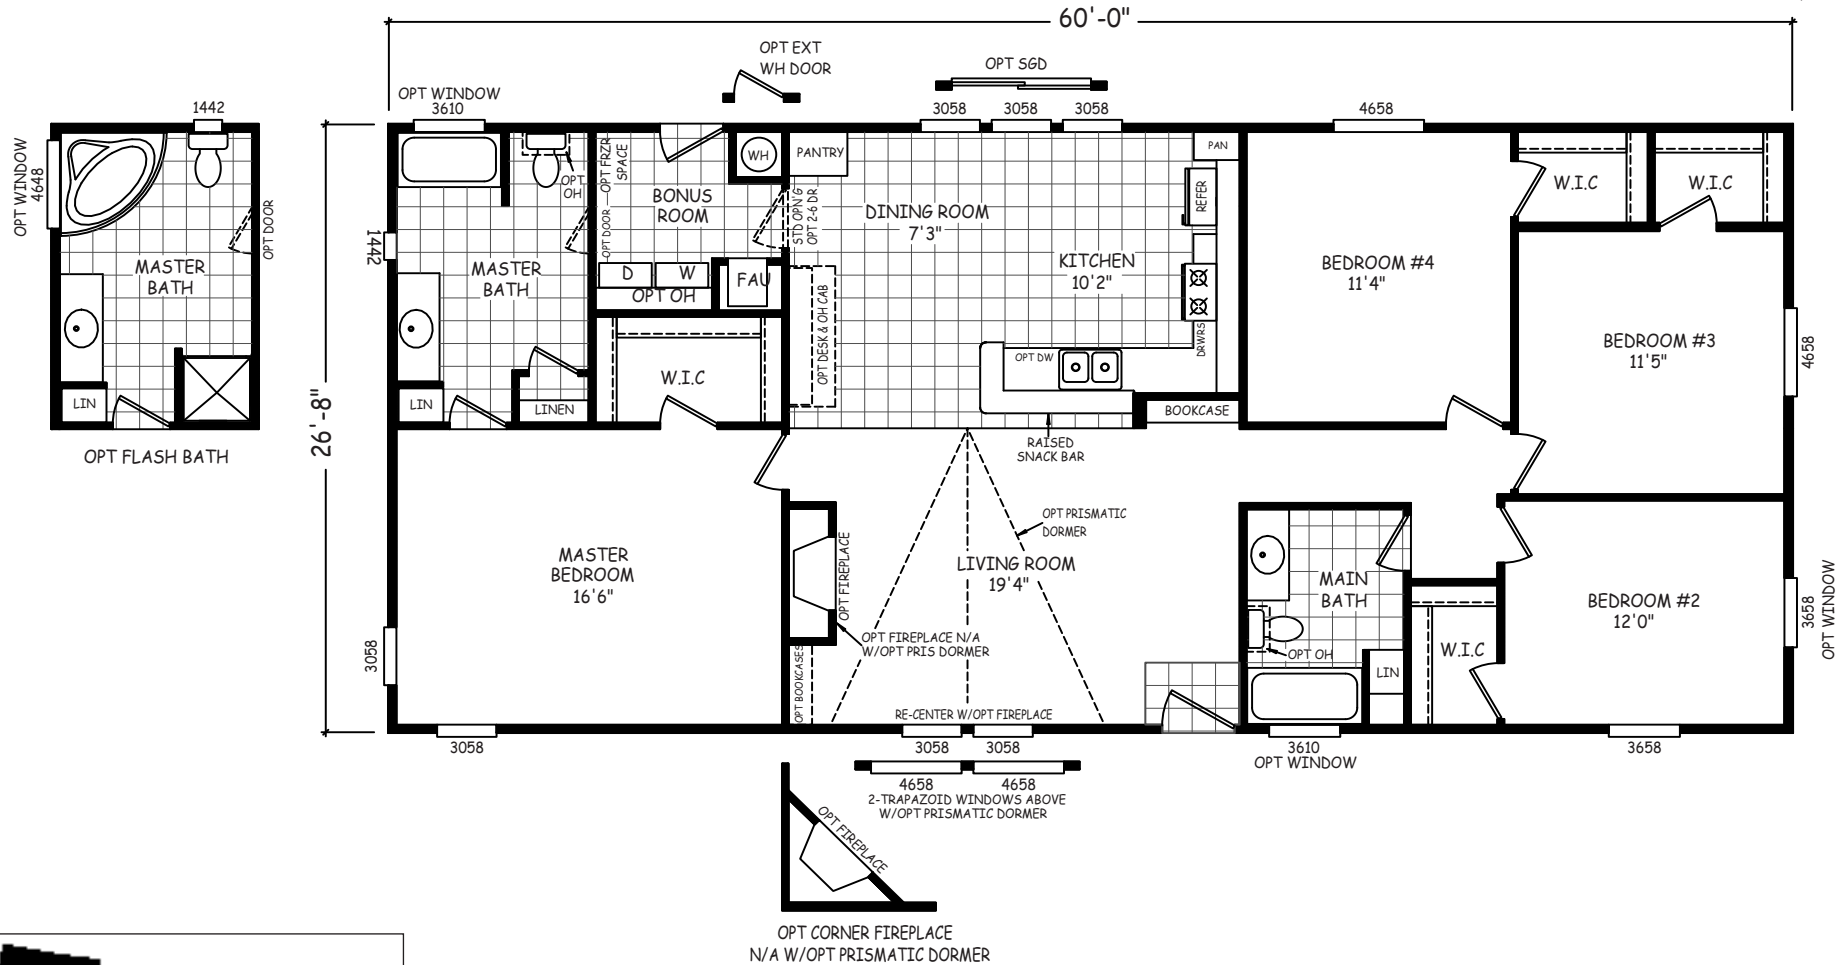 60'-0"
OPT EXT
WH DOOR
OPT SGD
1442
OPT WINDOW
3610
3058
3058
3058
4658
OPT WINDOW
4648
OPT DOOR
MASTER
BATH
LIN
OPT FLASH BATH
26'-8"
1442
OPT
OH
MASTER
BATH
LIN
LINEN
OPT DOOR
OPT FRZR
SPACE
WH
BONUS
ROOM
STD OPN'G
OPT 2-6 DR
D
W
OPT OH
FAU
W.I.C
PANTRY
DINING ROOM
7'3"
OPT DESK & OH CAB
PAN
REFER
KITCHEN
10'2"
DRWRS
OPT DW
BOOKCASE
RAISED
SNACK BAR
BEDROOM #4
11'4"
W.I.C
W.I.C
BEDROOM #3
11'5"
4658
MASTER
BEDROOM
16'6"
3058
3058
OPT FIREPLACE
OPT BOOKCASES
OPT FIREPLACE N/A
W/OPT PRIS DORMER
OPT PRISMATIC
DORMER
LIVING ROOM
19'4"
RE-CENTER W/OPT FIREPLACE
3058
3058
4658
4658
2-TRAPAZOID WINDOWS ABOVE
W/OPT PRISMATIC DORMER
MAIN
BATH
OPT OH
LIN
3610
OPT WINDOW
W.I.C
BEDROOM #2
12'0"
3658
OPT WINDOW
3658
OPT FIREPLACE
OPT CORNER FIREPLACE
N/A W/OPT PRISMATIC DORMER